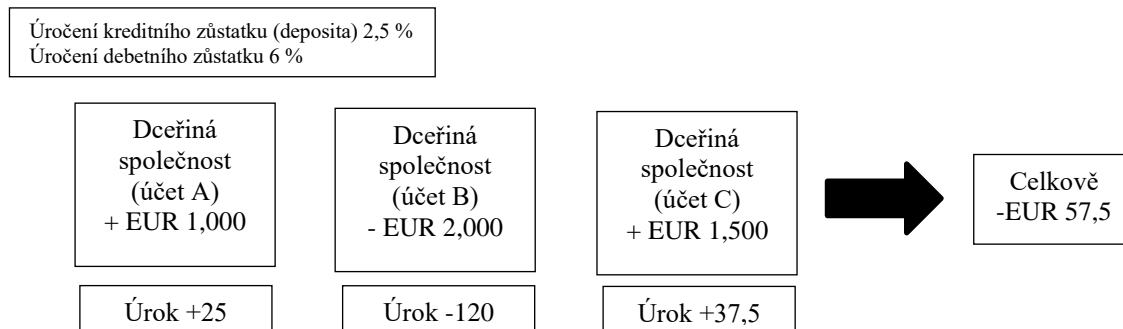 Úročení kreditního zůstatku (deposita) 2,5 %
Úročení debetního zůstatku 6 %
Dceřiná
společnost
(účet A)
+ EUR 1,000
Dceřiná
společnost
(účet B)
- EUR 2,000
Dceřiná
společnost
(účet C)
+ EUR 1,500
Celkově
-EUR 57,5
Úrok +25
Úrok -120
Úrok +37,5